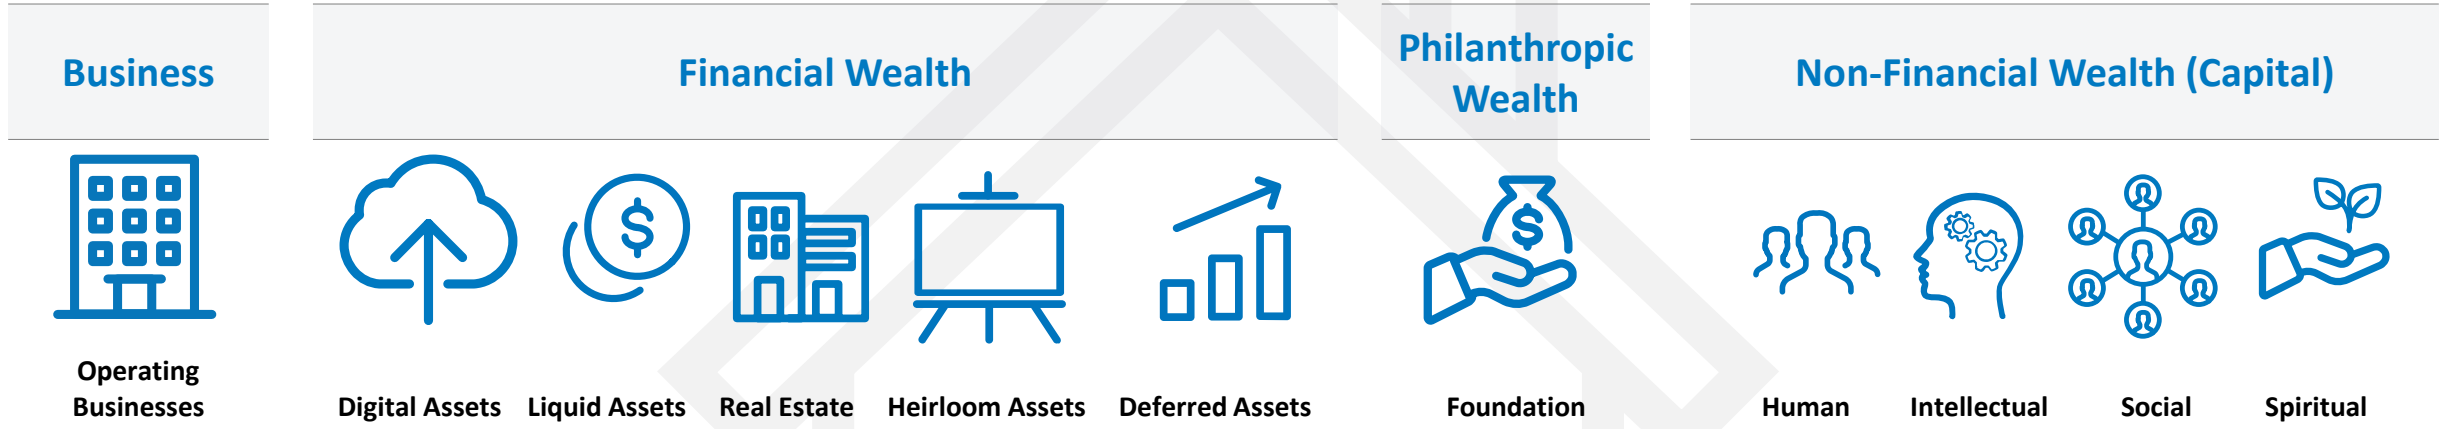 Business
Financial Wealth
Philanthropic
Wealth
Non-Financial Wealth (Capital)
$
$
Operating
Businesses
Digital Assets
Liquid Assets
Real Estate
Heirloom Assets
Deferred Assets
Foundation
Human
Intellectual
Social
Spiritual